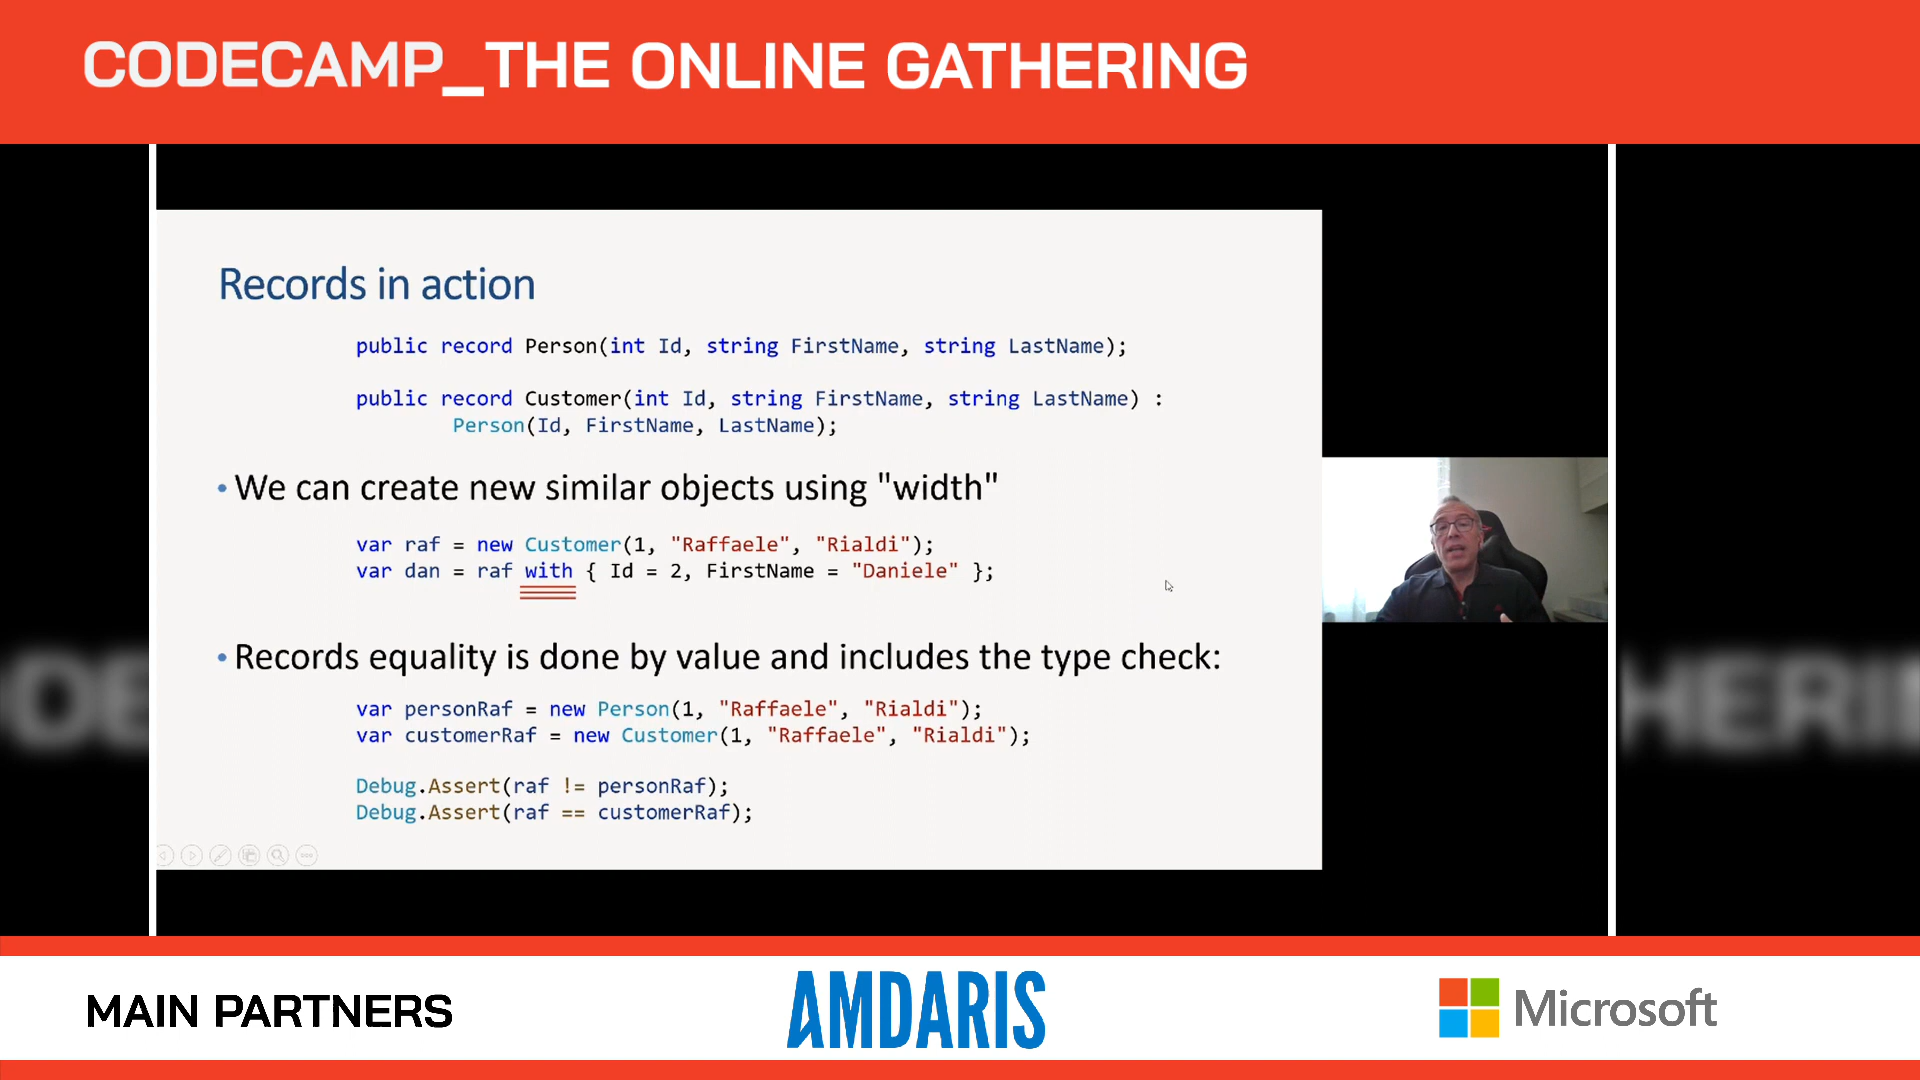 CODECAMP_THE ONLINE GATHERING
Records in action
public record Person(int Id, string FirstName, string LastName);
public record Customer(int Id, string FirstName, string LastName) :
Person(Id, FirstName, LastName);
• We can create new similar objects using "width"
var raf = new Customer(1, "Raffaele", "Rialdi");
var dan = raf with { Id = 2, FirstName = "Daniele" };
• Records equality is done by value and includes the type check:
var personRaf = new Person(1, "Raffaele", "Rialdi");
var customerRaf = new Customer(1, "Raffaele", "Rialdi");
Debug.Assert(raf != personRaf);
Debug.Assert(raf == customerRaf);
MAIN PARTNERS
AMDARIS
Microsoft